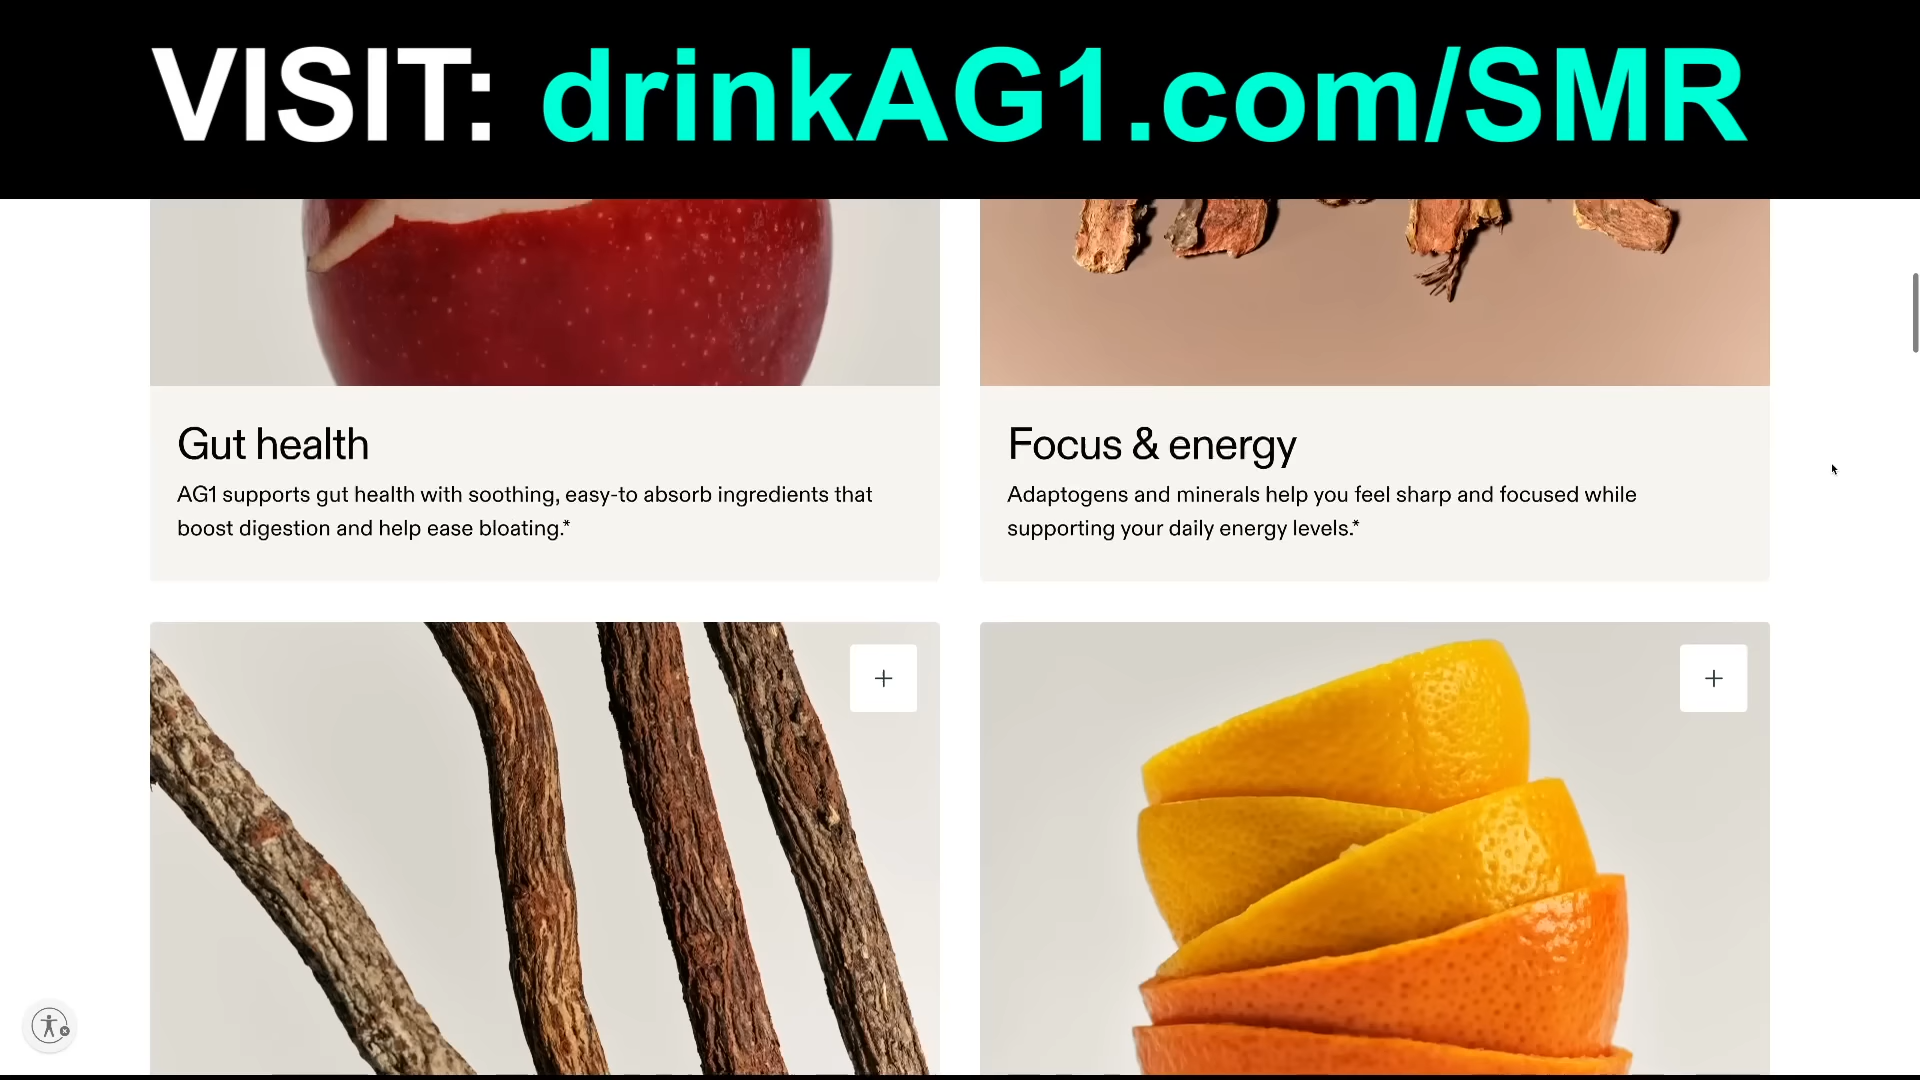 VISIT: drinkAG1.com/SMR
Gut health
AG1 supports gut health with soothing, easy-to absorb ingredients that
boost digestion and help ease bloating.*
Focus & energy
Adaptogens and minerals help you feel sharp and focused while
supporting your daily energy levels.*